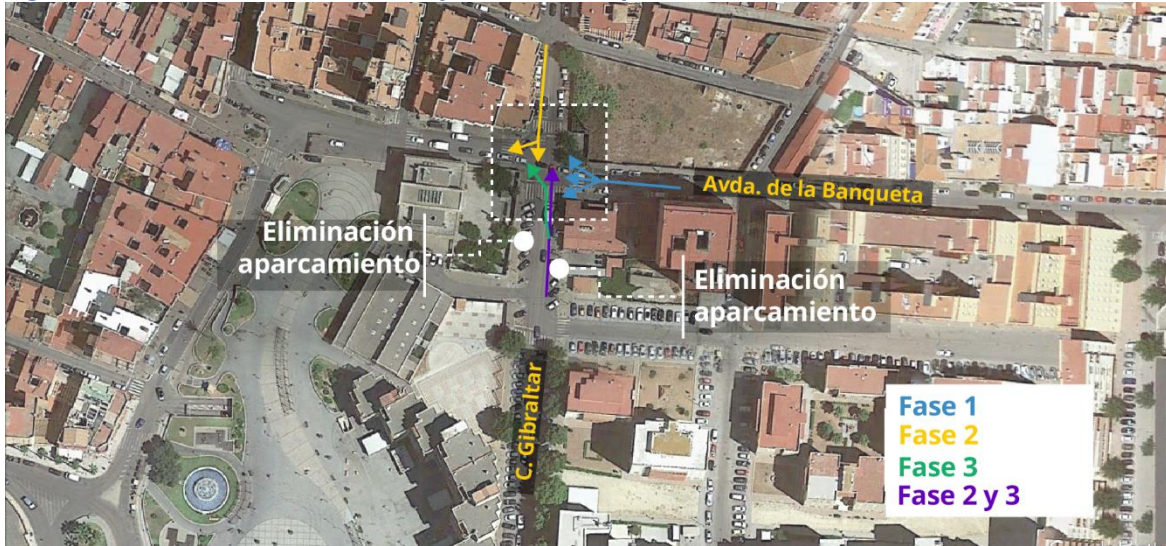 Avda. de la Banqueta
Eliminación
aparcamiento
Eliminación
aparcamiento
C. Gibraltar
Fase 1
Fase 2
Fase 3
Fase 2 y 3